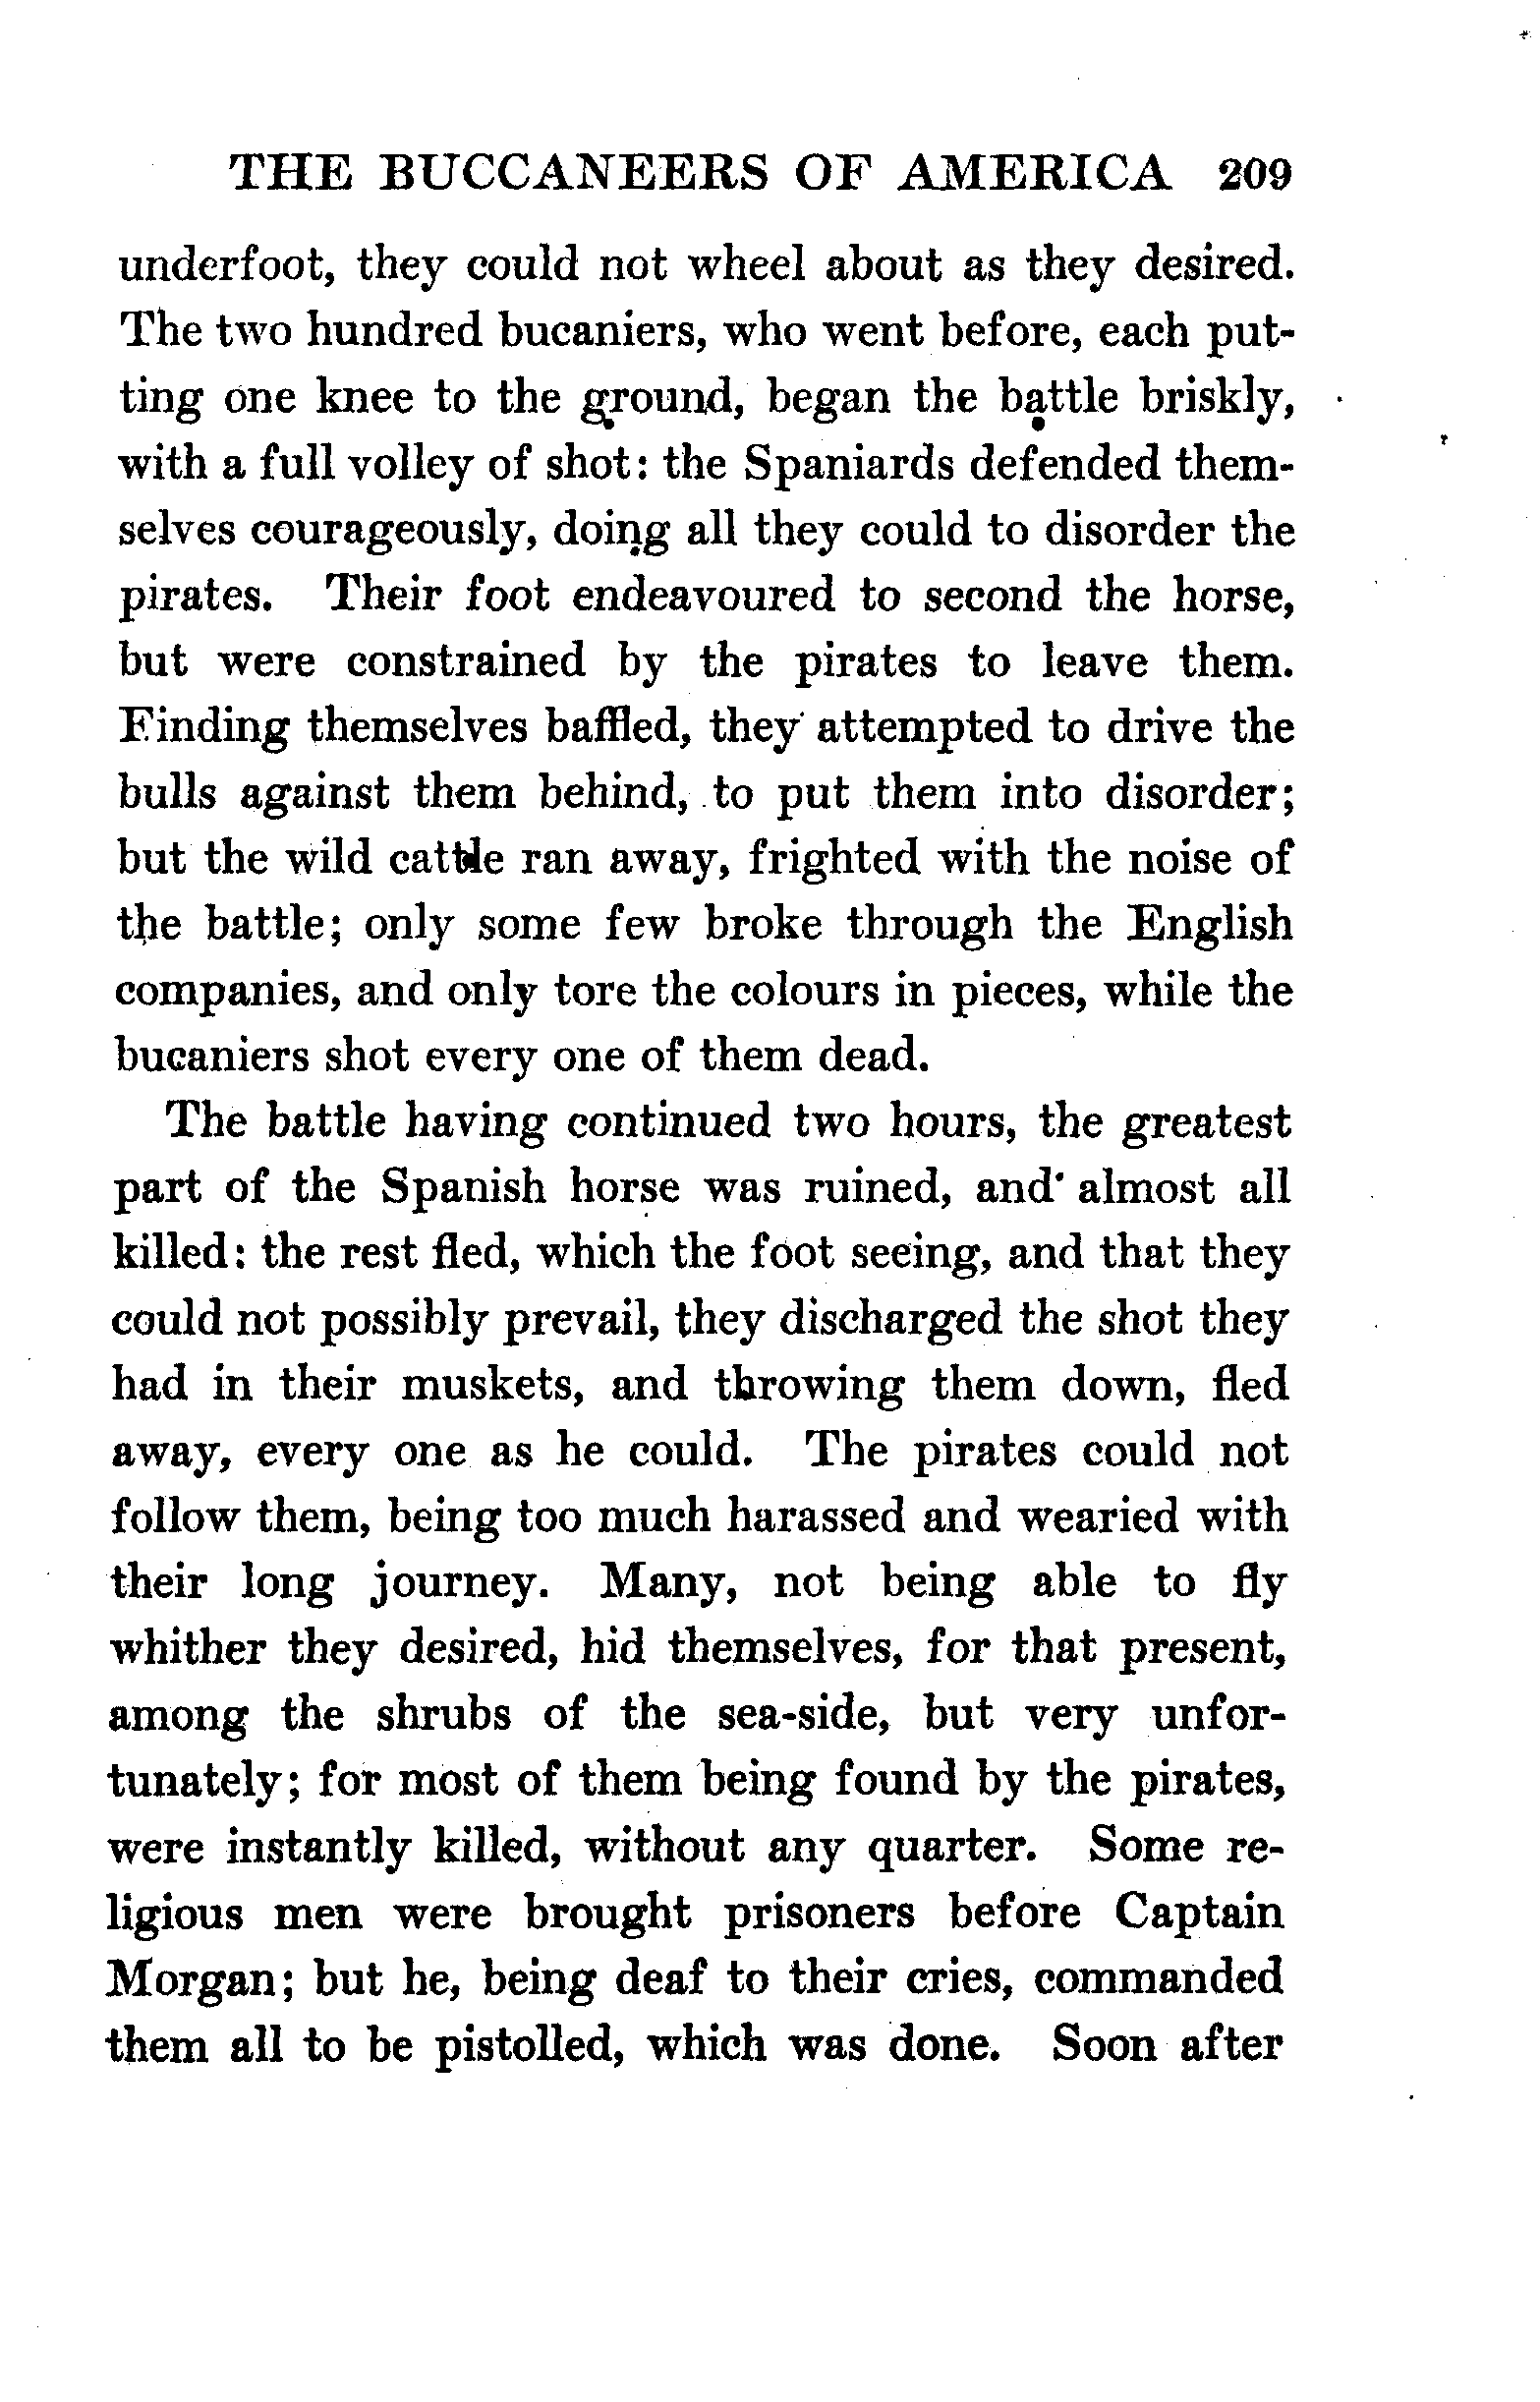 THE BUCCANEERS OF AMERICA 209
underfoot, they could not wheel about as they desired.
The two hundred bucaniers, who went before, each put-
ting one knee to the ground, began the battle briskly,
with a full volley of shot: the Spaniards defended them-
selves courageously, doing all they could to disorder the
pirates. Their foot endeavoured to second the horse,
but were constrained by the pirates to leave them.
Finding themselves baffled, they attempted to drive the
bulls against them behind, to put them into disorder;
but the wild cattle ran away, frighted with the noise of
the battle; only some few broke through the English
companies, and only tore the colours in pieces, while the
bucaniers shot every one of them dead.
The battle having continued two hours, the greatest
part of the Spanish horse was ruined, and almost all
killed: the rest fled, which the foot seeing, and that they
could not possibly prevail, they discharged the shot they
had in their muskets, and throwing them down, fled
away, every one as he could. The pirates could not
follow them, being too much harassed and wearied with
their long journey. Many, not being able to fly
whither they desired, hid themselves, for that present,
among the shrubs of the sea-side, but very unfor-
tunately; for most of them being found by the pirates,
were instantly killed, without any quarter. Some re-
ligious men were brought prisoners before Captain
Morgan; but he, being deaf to their cries, commanded
them all to be pistolled, which was done. Soon after